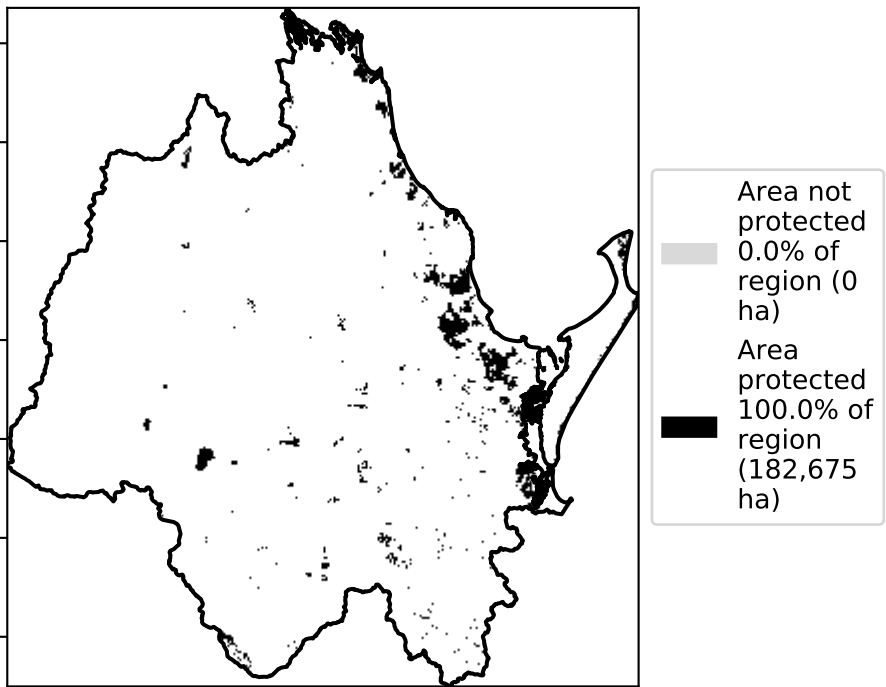 Area not
protected
0.0% of
region (0
ha)
Area
protected
100.0% of
region
(182,675
ha)